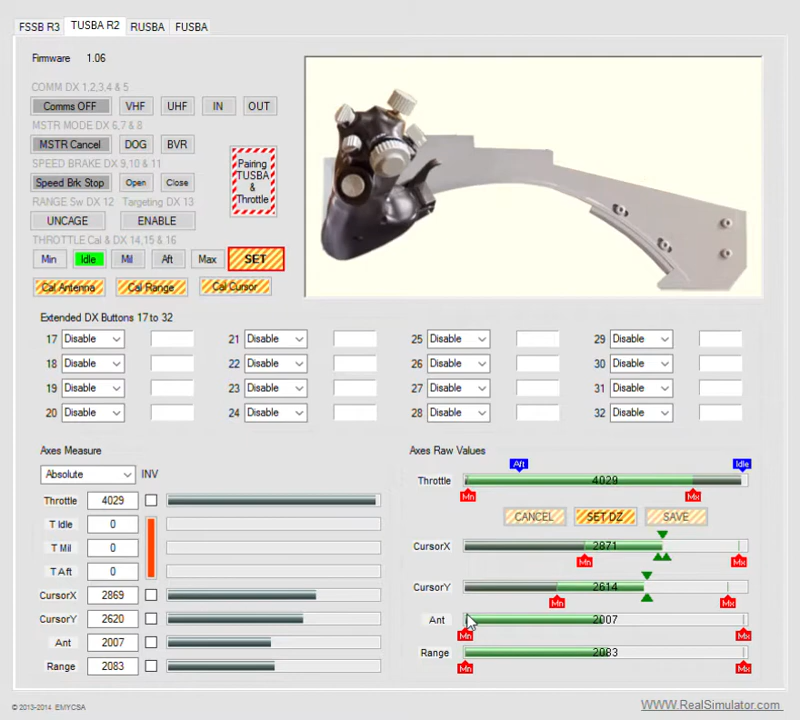 FSSB R3 TUSBA R2 RUSBA FUSBA
Firmware 1.06
COMM DX 1,2,3,4 & 5
Comms OFF VHF UHF IN OUT
MSTR MODE DX 6,7 & 8
MSTR Cancel DOG BVR
SPEED BRAKE DX 9,10 & 11
Speed Brk Stop Open Close
Pairing
TUSBA
&
Throttle
RANGE Sw DX 12 Targeting DX 13
UNCAGE ENABLE
THROTTLE Cal & DX 14,15 & 16
Min Idle Mil Aft Max SET
Cal Antenna Cal Range Cal Cursor
Extended DX Buttons 17 to 32
17 Disable 21 Disable 25 Disable 29 Disable
18 Disable 22 Disable 26 Disable 30 Disable
19 Disable 23 Disable 27 Disable 31 Disable
20 Disable 24 Disable 28 Disable 32 Disable
Axes Measure
Absolute INV
Throttle 4029
T Idle 0
T Mil 0
T Aft 0
CursorX 2869
CursorY 2620
Ant 2007
Range 2083
Axes Raw Values
Aft Idle
Throttle 4029
Mn Mx
CANCEL SET DZ SAVE
CursorX 2871
Mn Mx
CursorY 2614
Mn Mx
Ant 2007
Mn Mx
Range 2083
Mn Mx
© 2013-2014 EMYCSA
WWW.RealSimulator.com